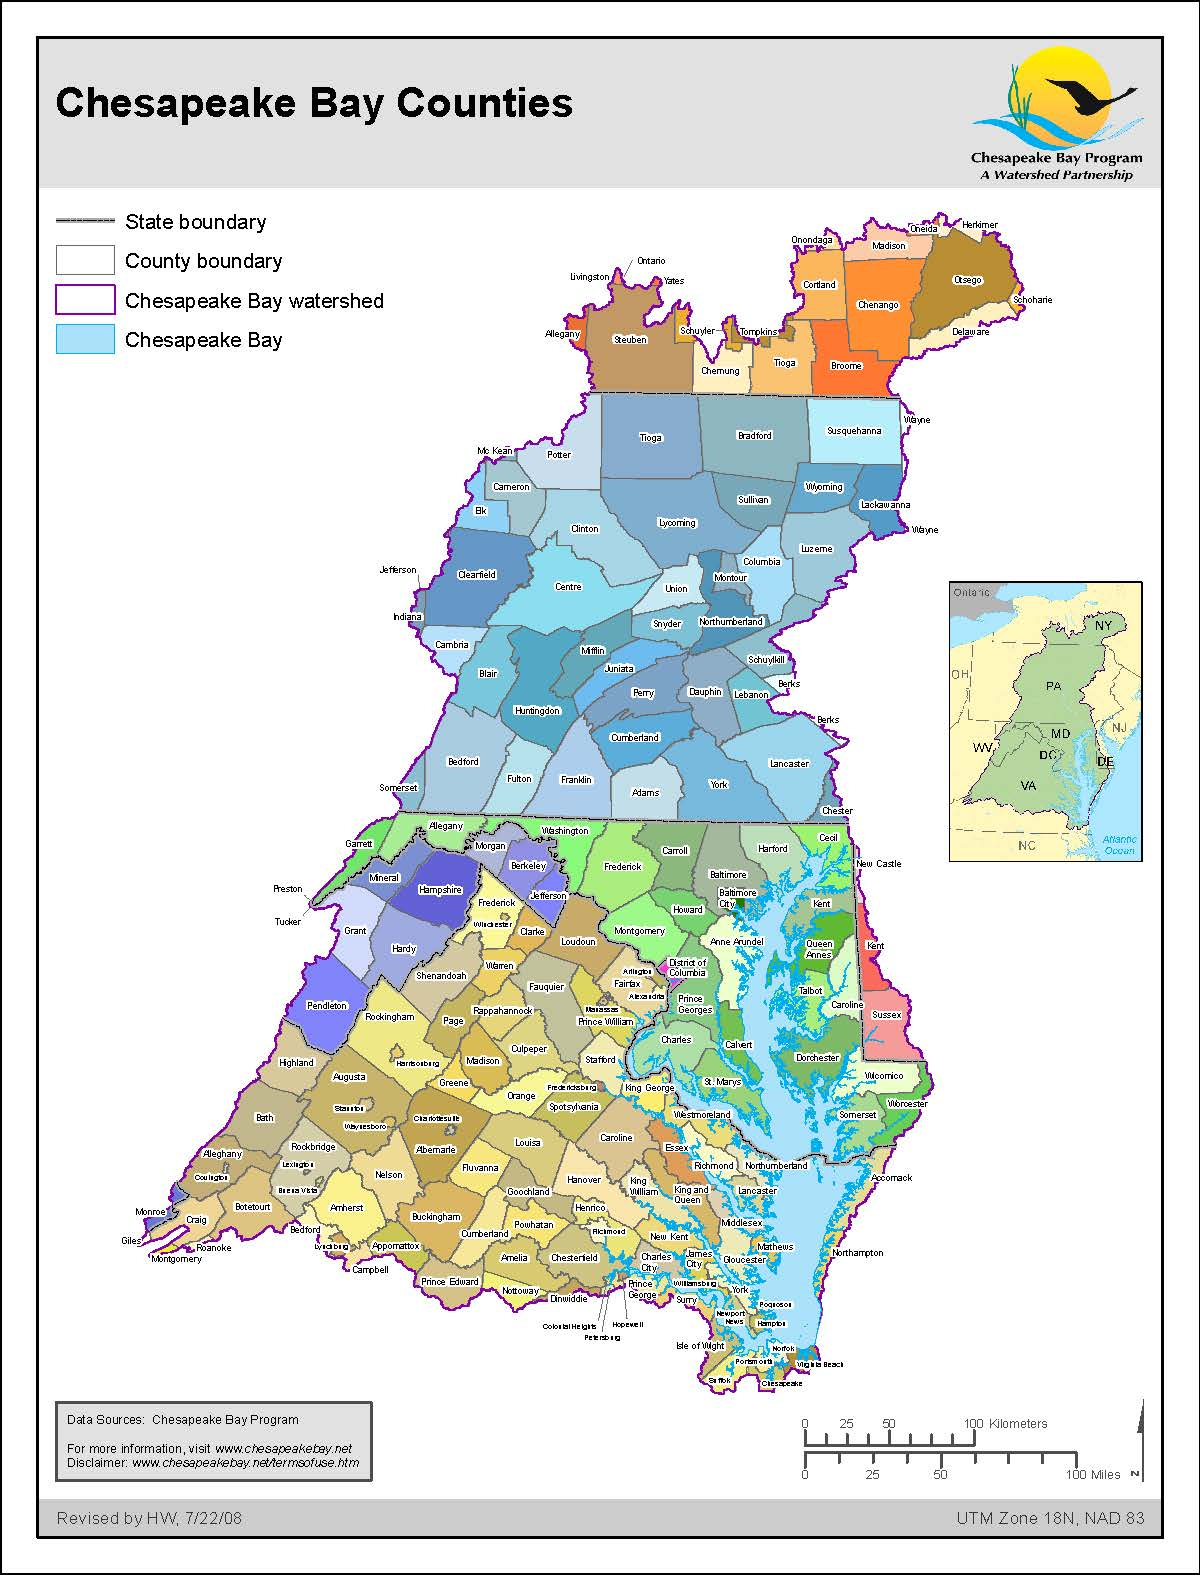 Chesapeake Bay Counties
Chesapeake Bay Program
A Watershed Partnership
State boundary
County boundary
Chesapeake Bay watershed
Chesapeake Bay
Herkimer
Oneida
Onondaga
Madison
Ontario
Livingston
Yates
Cortland
Otsego
Chenango
Schoharie
Allegany
Steuben
Schuyler
Tompkins
Delaware
Tioga
Chemung
Broome
Wayne
Tioga
Bradford
Susquehanna
Mc Kean
Potter
Cameron
Wyoming
Sullivan
Lackawanna
Elk
Lycoming
Clinton
Wayne
Luzerne
Columbia
Jefferson
Clearfield
Montour
Centre
Union
Indiana
Snyder
Northumberland
Cambria
Mifflin
Schuylkill
Juniata
Blair
Berks
Perry
Dauphin
Lebanon
Huntingdon
Berks
Cumberland
Bedford
Lancaster
Fulton
Franklin
York
Somerset
Adams
Chester
Allegany
Washington
Garrett
Cecil
Morgan
Carroll
Harford
New Castle
Berkeley
Frederick
Mineral
Baltimore
Preston
Hampshire
Jefferson
Baltimore
City
Frederick
Kent
Tucker
Howard
Winchester
Grant
Clarke
Montgomery
Loudoun
Anne Arundel
Queen
Annes
Kent
Hardy
District of
Columbia
Shenandoah
Warren
Arlington
Fairfax
Fauquier
Talbot
Alexandria
Prince
Georges
Caroline
Pendleton
Rappahannock
Manassas
Rockingham
Page
Prince William
Sussex
Charles
Calvert
Culpeper
Dorchester
Highland
Harrisonburg
Madison
Stafford
Augusta
Greene
St. Marys
Wicomico
Fredericksburg
King George
Orange
Spotsylvania
Staunton
Worcester
Bath
Charlottesville
Westmoreland
Somerset
Waynesboro
Caroline
Rockbridge
Albemarle
Louisa
Essex
Alleghany
Lexington
Fluvanna
Richmond
Northumberland
Covington
Nelson
Hanover
King
William
Accomack
Buena Vista
Goochland
King and
Queen
Lancaster
Botetourt
Amherst
Henrico
Monroe
Craig
Buckingham
Powhatan
Middlesex
Bedford
Cumberland
Richmond
New Kent
Giles
Roanoke
Lynchburg
Appomattox
Mathews
Montgomery
Amelia
Chesterfield
Charles
City
James
City
Gloucester
Northampton
Campbell
Prince Edward
Williamsburg
Nottoway
Prince
George
York
Dinwiddie
Surry
Poquoson
Colonial Heights
Hopewell
Newport
News
Hampton
Petersburg
Isle of Wight
Norfolk
Portsmouth
Virginia Beach
Suffolk
Chesapeake
Ontario
NY
OH
PA
NJ
WV
MD
DC
DE
VA
NC
Atlantic
Ocean
Data Sources: Chesapeake Bay Program
For more information, visit www.chesapeakebay.net
Disclaimer: www.chesapeakebay.net/termsofuse.htm
0 25 50 100 Kilometers
0 25 50 100 Miles
N
Revised by HW, 7/22/08
UTM Zone 18N, NAD 83